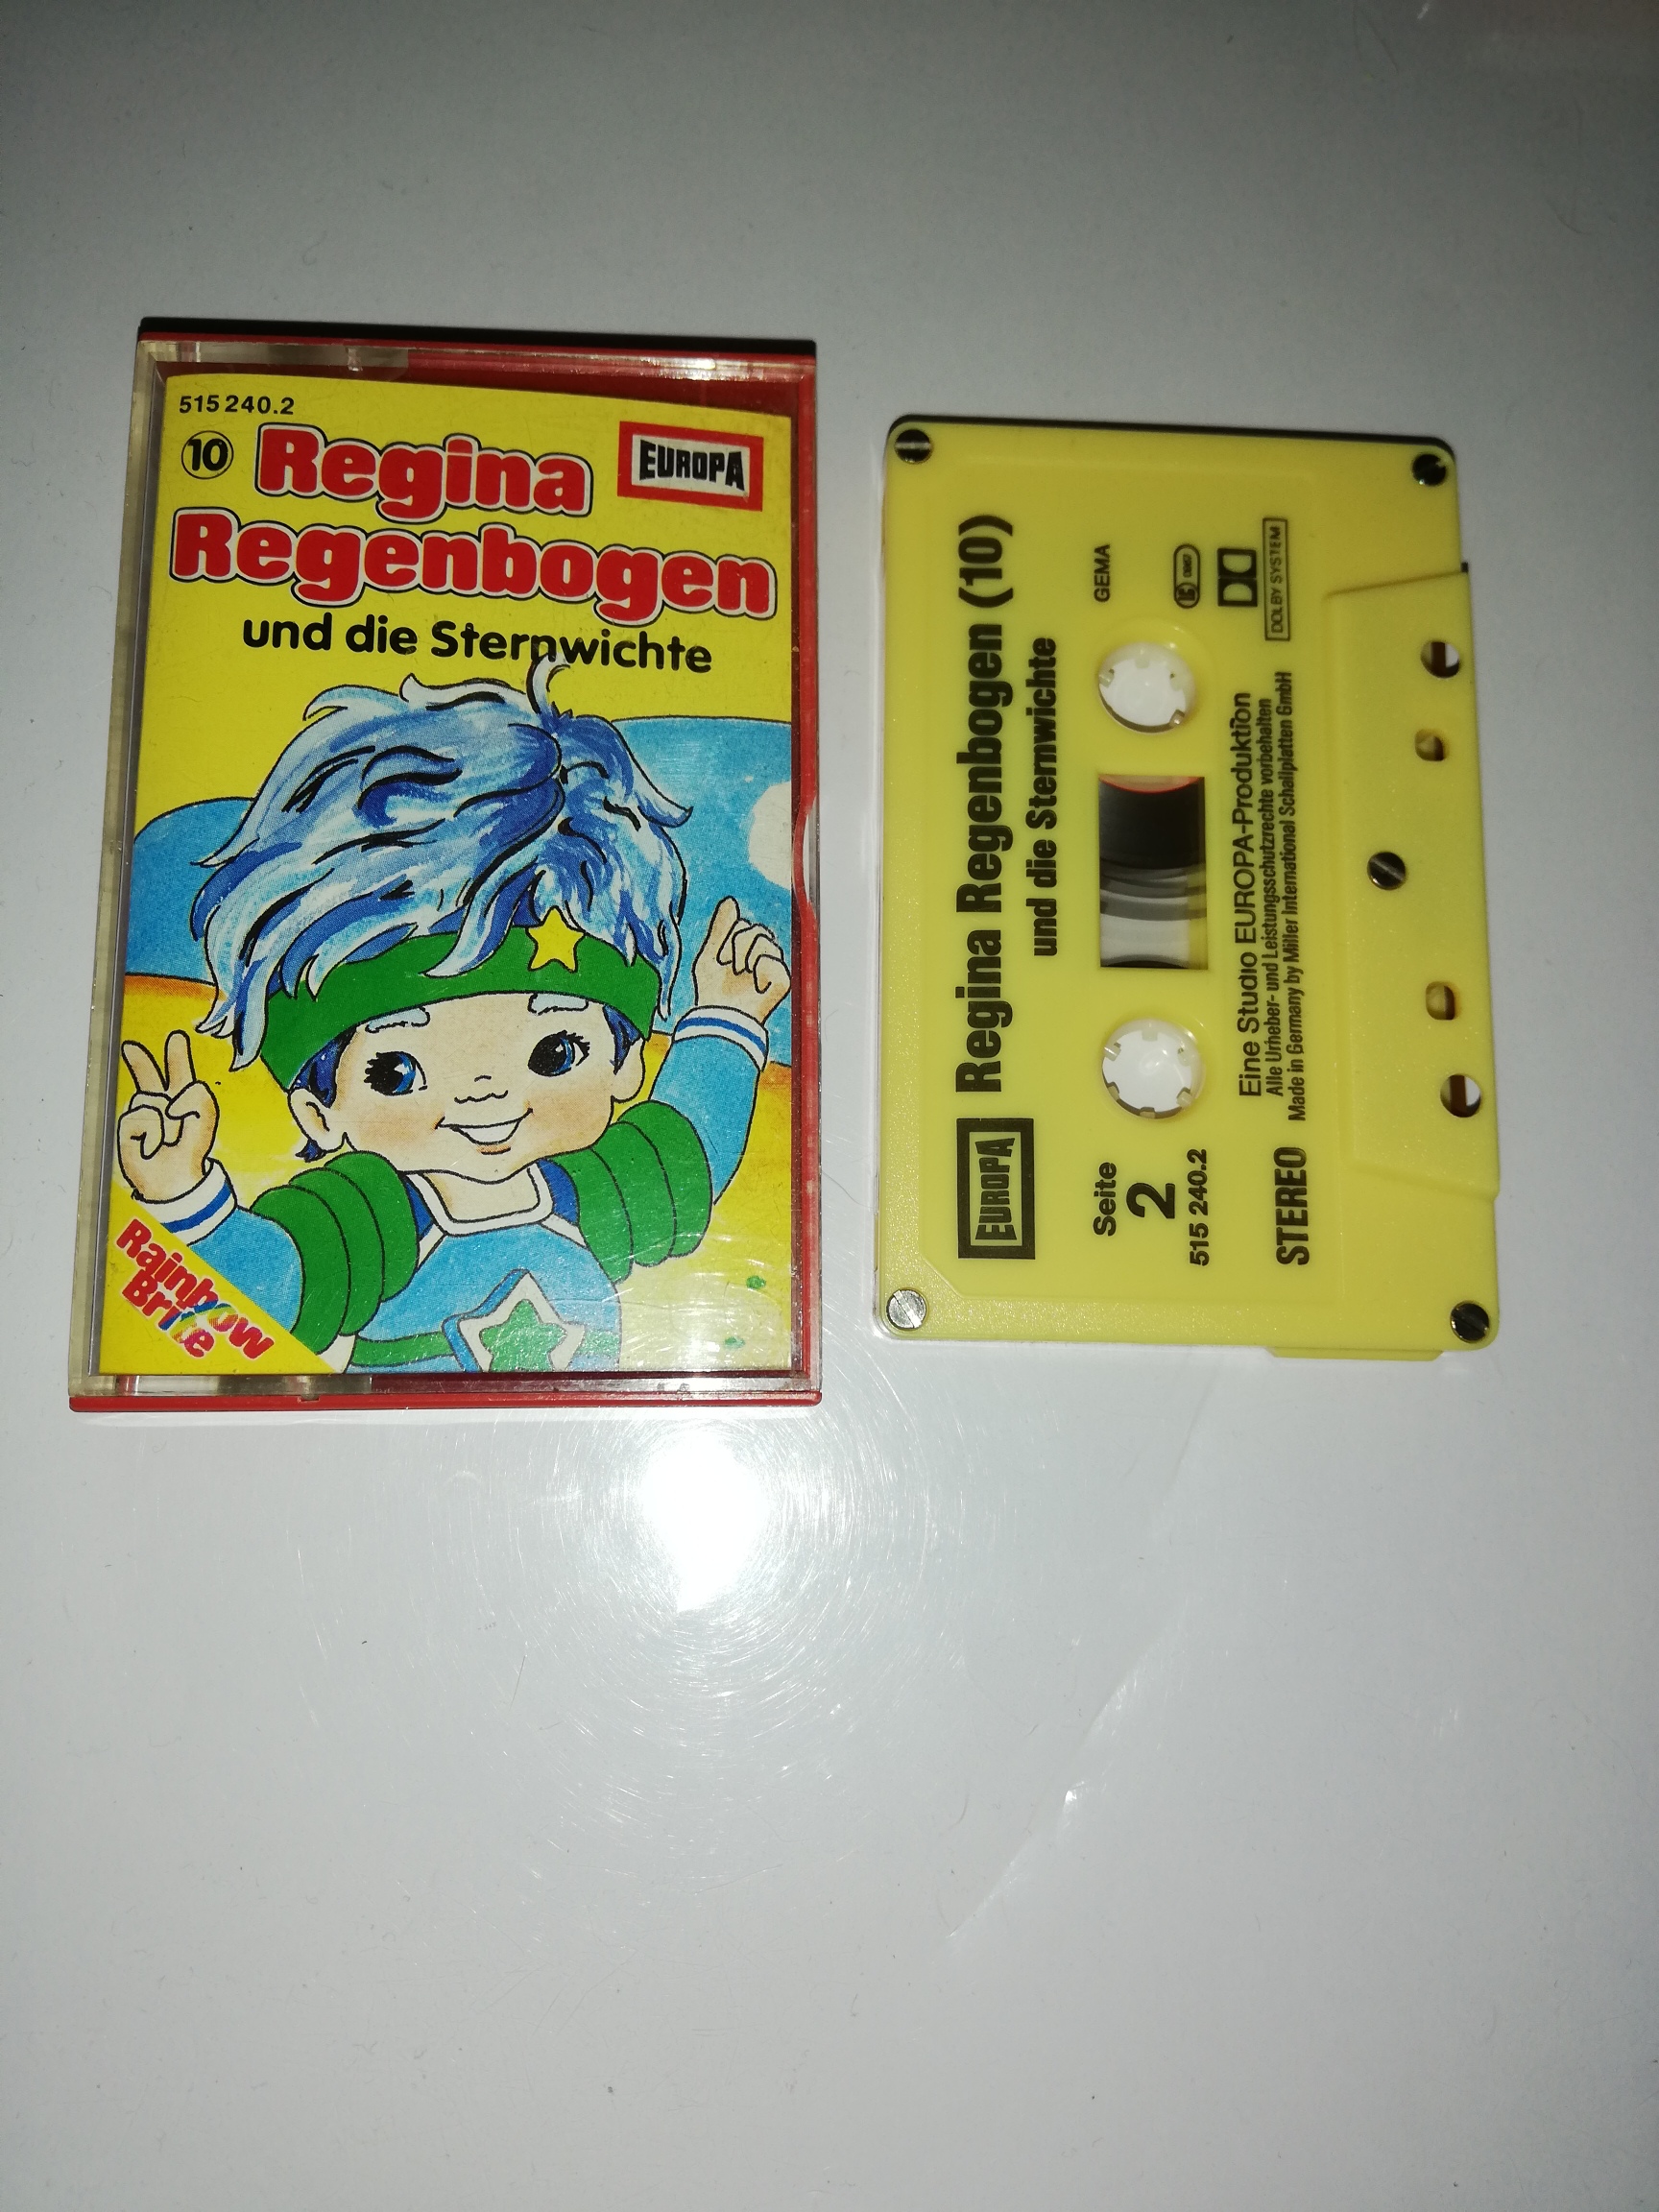 515 240.2
10 Regina
EUROPA
Regenbogen
und die Sternwichte
Rainbow
Brite
EUROPA
Regina Regenbogen (10)
und die Sternwichte
Seite
2
515 240.2
GEMA
STEREO
Eine Studio EUROPA-Produktion
Alle Urheber- und Leistungsschutzrechte vorbehalten
Made in Germany by Miller International Schallplatten GmbH
DOLBY SYSTEM